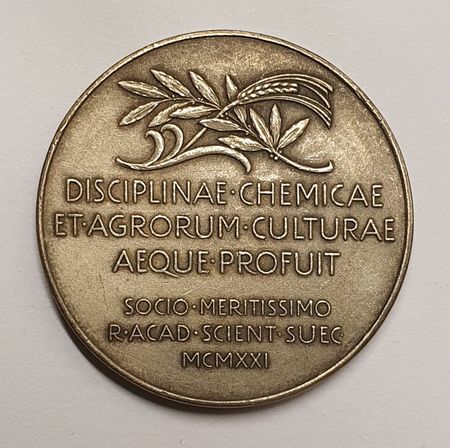 DISCIPLINAE·CHEMICAE
ET·AGRORUM·CULTURAE
AEQUE·PROFUIT
SOCIO·MERITISSIMO
R·ACAD·SCIENT·SUEC
MCMXXI